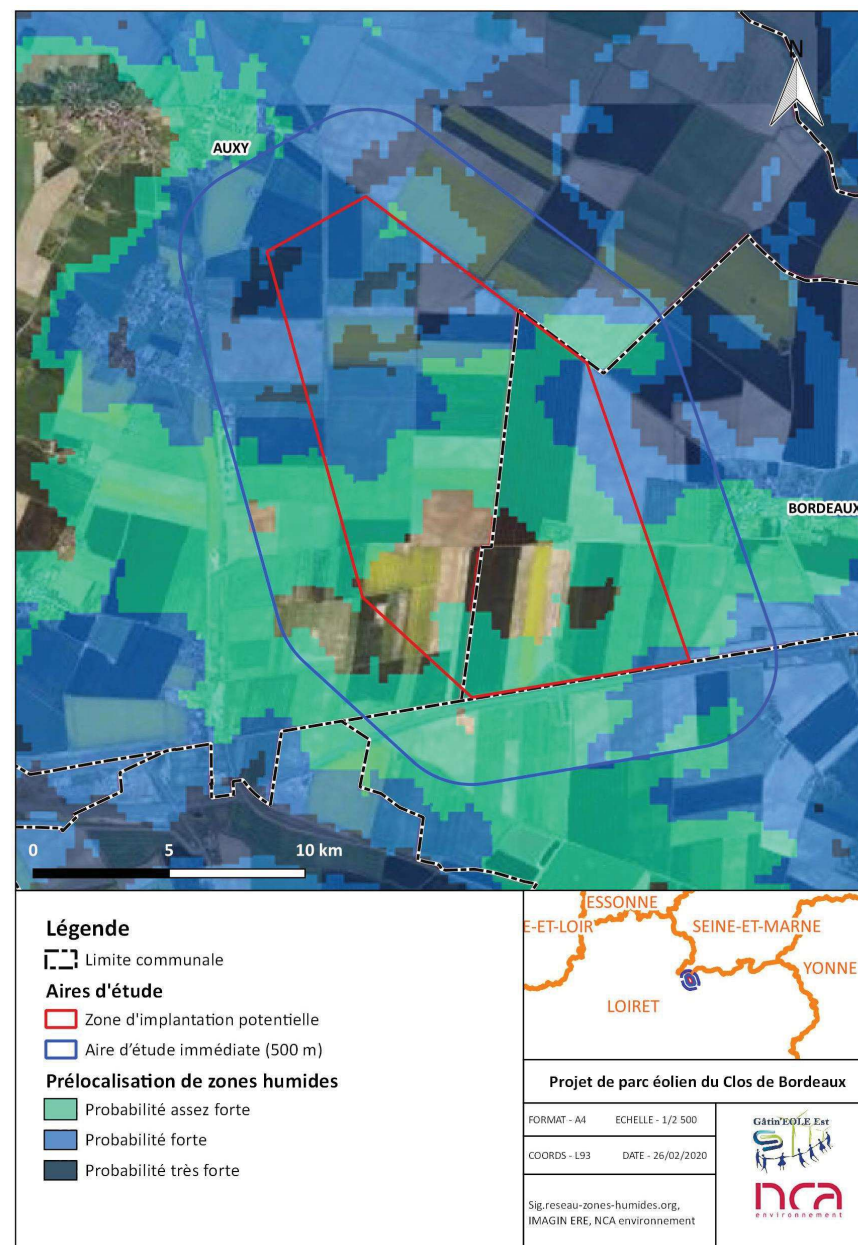 N
AUXY
BORDEAUX
0 5 10 km
Légende
Limite communale
Aires d'étude
Zone d'implantation potentielle
Aire d'étude immédiate (500 m)
Prélocalisation de zones humides
Probabilité assez forte
Probabilité forte
Probabilité très forte
ESSONNE
E-ET-LOIR
SEINE-ET-MARNE
YONNE
LOIRET
Projet de parc éolien du Clos de Bordeaux
FORMAT - A4 ECHELLE - 1/2 500
COORDS - L93 DATE - 26/02/2020
Sig.reseau-zones-humides.org,
IMAGIN ERE, NCA environnement
Gâtin'EOLE Est
nca
environnement